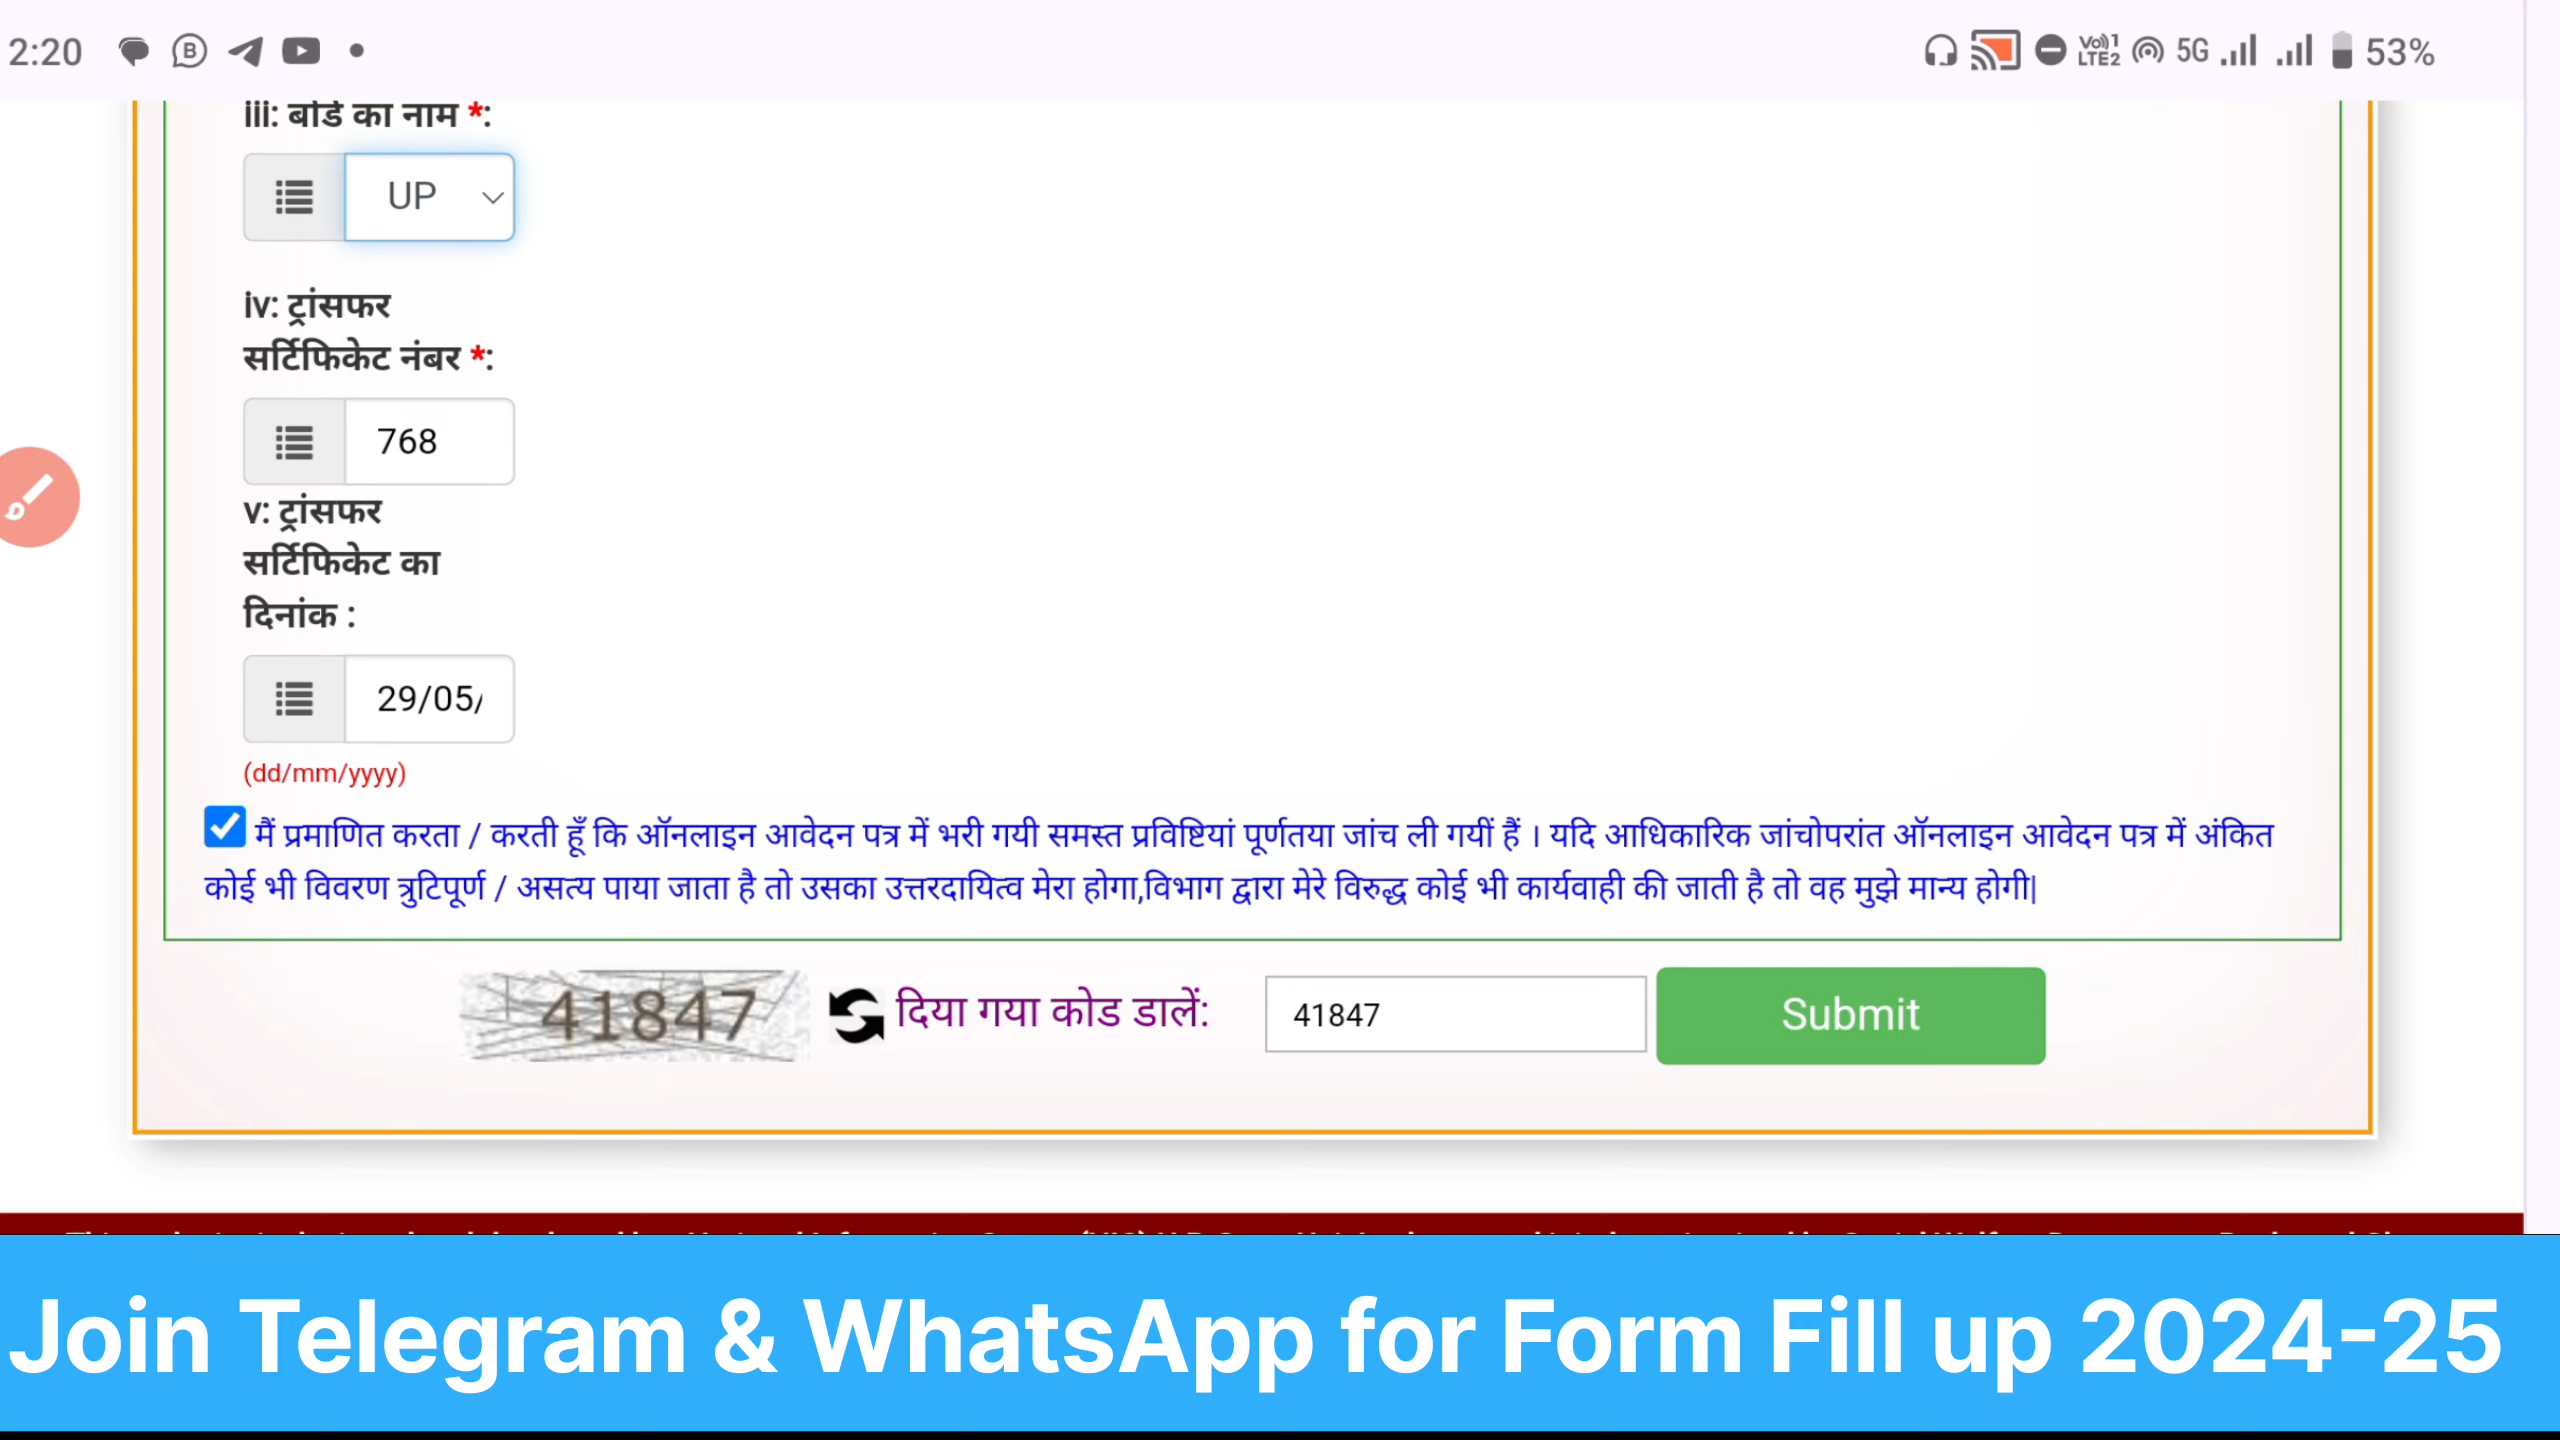 2:20 5G 53%
iii: बोर्ड का नाम *:
UP
iv: ट्रांसफर
सर्टिफिकेट नंबर *:
768
v: ट्रांसफर
सर्टिफिकेट का
दिनांक :
29/05/
(dd/mm/yyyy)
मैं प्रमाणित करता / करती हूँ कि ऑनलाइन आवेदन पत्र में भरी गयी समस्त प्रविष्टियां पूर्णतया जांच ली गयीं हैं । यदि आधिकारिक जांचोपरांत ऑनलाइन आवेदन पत्र में अंकित
कोई भी विवरण त्रुटिपूर्ण / असत्य पाया जाता है तो उसका उत्तरदायित्व मेरा होगा,विभाग द्वारा मेरे विरुद्ध कोई भी कार्यवाही की जाती है तो वह मुझे मान्य होगी|
41847 दिया गया कोड डालें: 41847 Submit
Join Telegram & WhatsApp for Form Fill up 2024-25